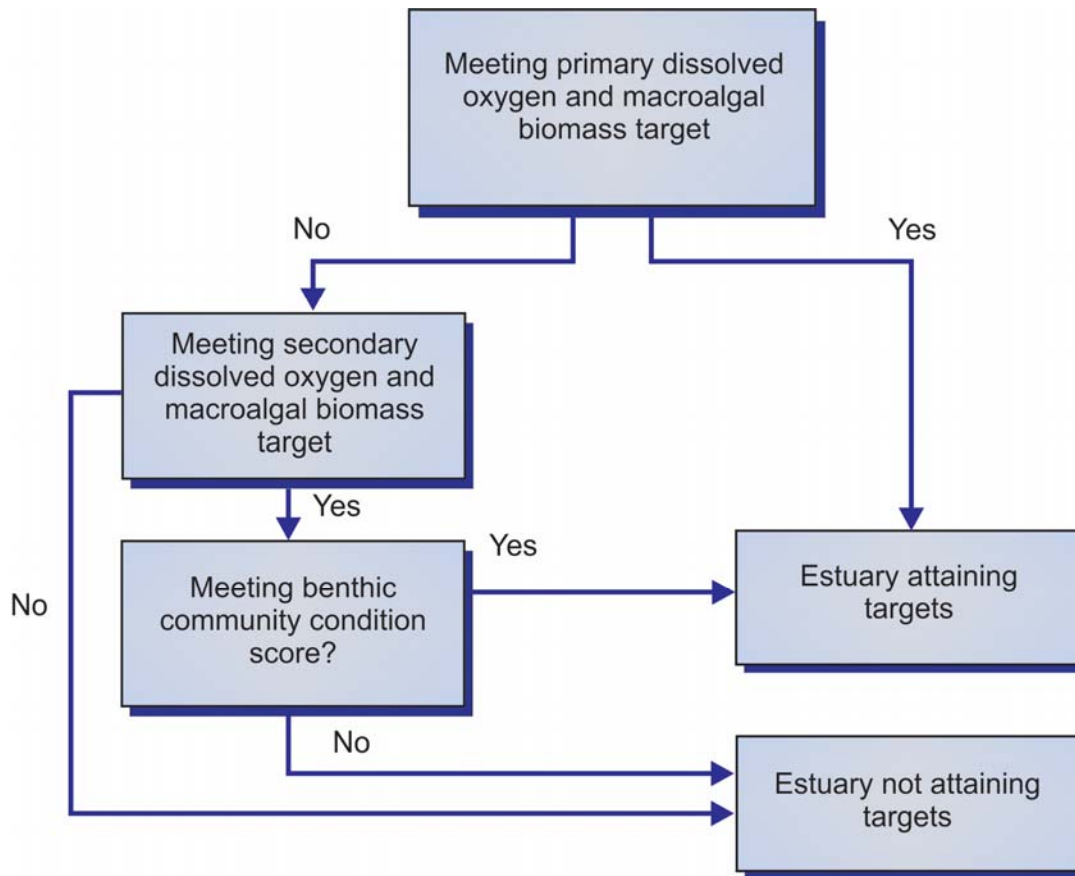 Meeting primary dissolved
oxygen and macroalgal
biomass target
No
Yes
Meeting secondary
dissolved oxygen and
macroalgal biomass
target
Yes
No
Meeting benthic
community condition
score?
Yes
Estuary attaining
targets
No
Estuary not attaining
targets